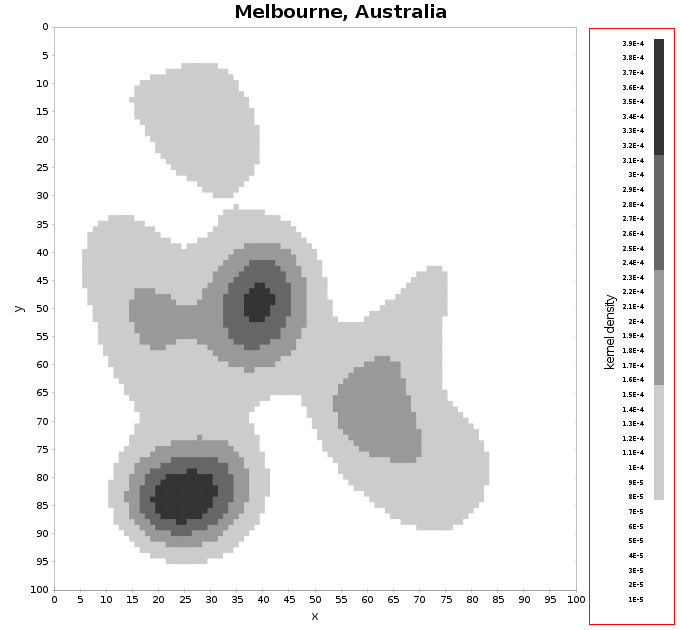 Melbourne, Australia
0
5
10
15
20
25
30
35
40
45
50
55
60
65
70
75
80
85
90
95
100
y
0 5 10 15 20 25 30 35 40 45 50 55 60 65 70 75 80 85 90 95 100
x
kernel density
3.9E-4
3.8E-4
3.7E-4
3.6E-4
3.5E-4
3.4E-4
3.3E-4
3.2E-4
3.1E-4
3E-4
2.9E-4
2.8E-4
2.7E-4
2.6E-4
2.5E-4
2.4E-4
2.3E-4
2.2E-4
2.1E-4
2E-4
1.9E-4
1.8E-4
1.7E-4
1.6E-4
1.5E-4
1.4E-4
1.3E-4
1.2E-4
1.1E-4
1E-4
9E-5
8E-5
7E-5
6E-5
5E-5
4E-5
3E-5
2E-5
1E-5